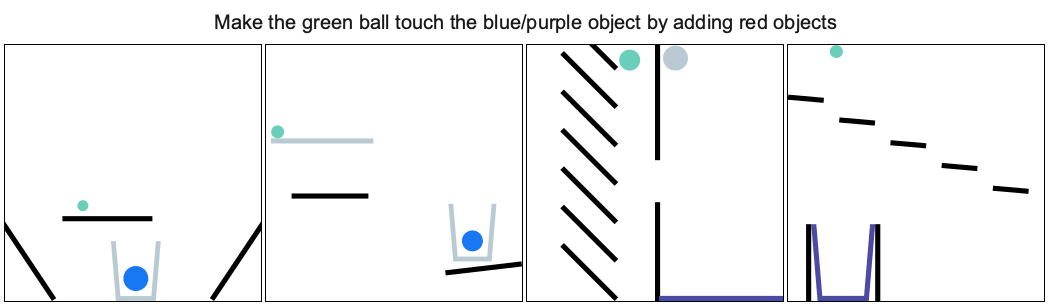 Make the green ball touch the blue/purple object by adding red objects